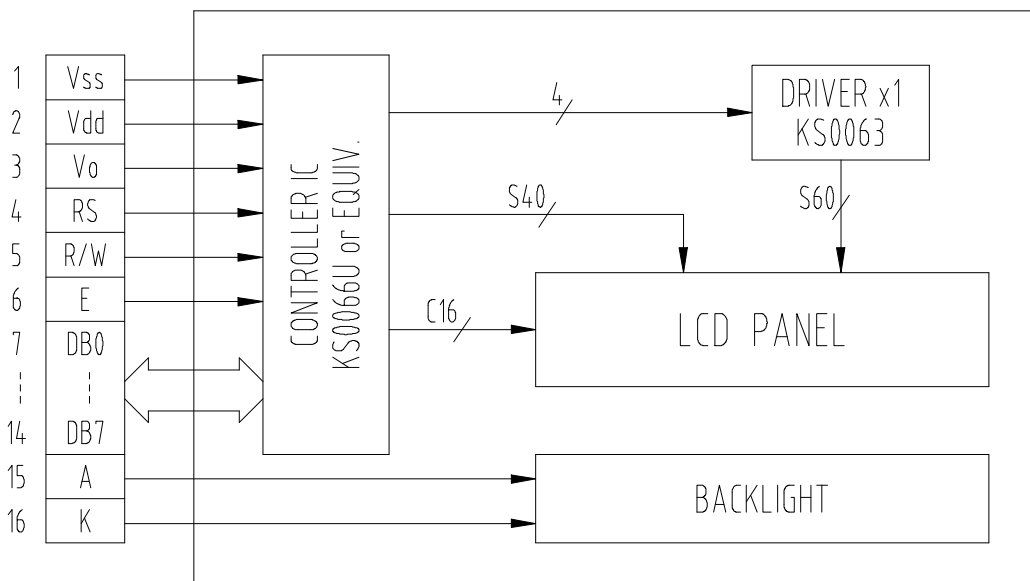 1 Vss
2 Vdd
3 Vo
4 RS
5 R/W
6 E
7 DB0
14 DB7
15 A
16 K
CONTROLLER IC
KS0066U or EQUIV.
4
S40
C16
DRIVER x1
KS0063
S60
LCD PANEL
BACKLIGHT